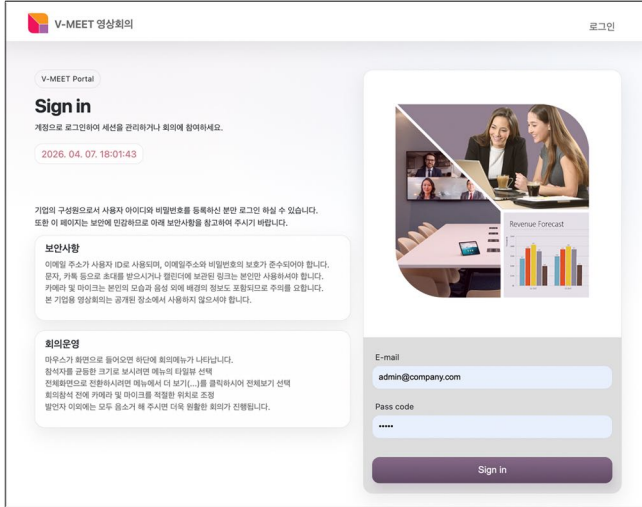 V-MEET 영상회의
로그인
V-MEET Portal
Sign in
계정으로 로그인하여 세션을 관리하거나 회의에 참여하세요.
2026. 04. 07. 18:01:43
기업의 구성원으로서 사용자 아이디와 비밀번호를 등록하신 분만 로그인 하실 수 있습니다.
또한 이 페이지는 보안에 민감하므로 아래 보안사항을 참고하여 주시기 바랍니다.
보안사항
이메일 주소가 사용자 ID로 사용되며, 이메일주소와 비밀번호의 보호가 준수되어야 합니다.
문자, 카톡 등으로 초대를 받으시거나 캘린더에 보관된 링크는 본인만 사용하셔야 합니다.
카메라 및 마이크는 본인의 모습과 음성 외에 배경의 정보도 포함되므로 주의를 요합니다.
본 기업용 영상회의는 공개된 장소에서 사용하지 않으셔야 합니다.
회의운영
마우스가 화면으로 들어오면 하단에 회의메뉴가 나타납니다.
참석자를 균등한 크기로 보시려면 메뉴의 타일뷰 선택
전체화면으로 전환하시려면 메뉴에서 더 보기(...)를 클릭하시어 전체보기 선택
회의참석 전에 카메라 및 마이크를 적절한 위치로 조정
발언자 이외에는 모두 음소거 해 주시면 더욱 원활한 회의가 진행됩니다.
Revenue Forecast
E-mail
admin@company.com
Pass code
•••••
Sign in